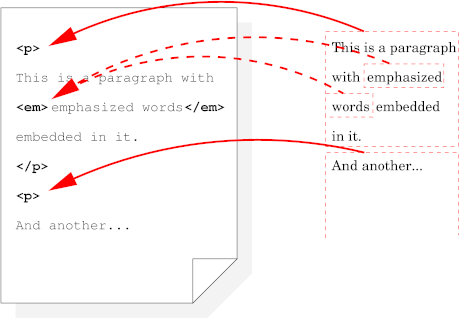 <p>
This is a paragraph with
<em>emphasized words</em>
embedded in it.
</p>
<p>
And another...
This is a paragraph
with emphasized
words embedded
in it.
And another...